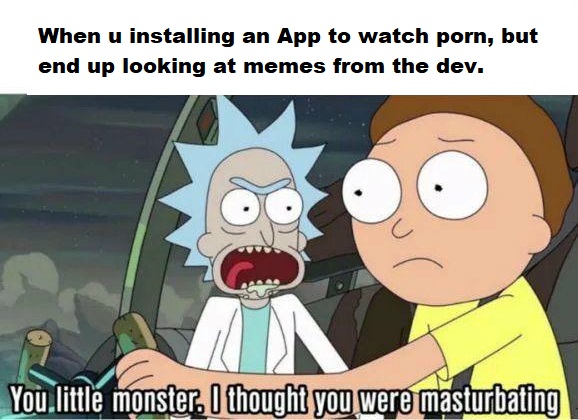 When u installing an App to watch porn, but
end up looking at memes from the dev.
You little monster, I thought you were masturbating